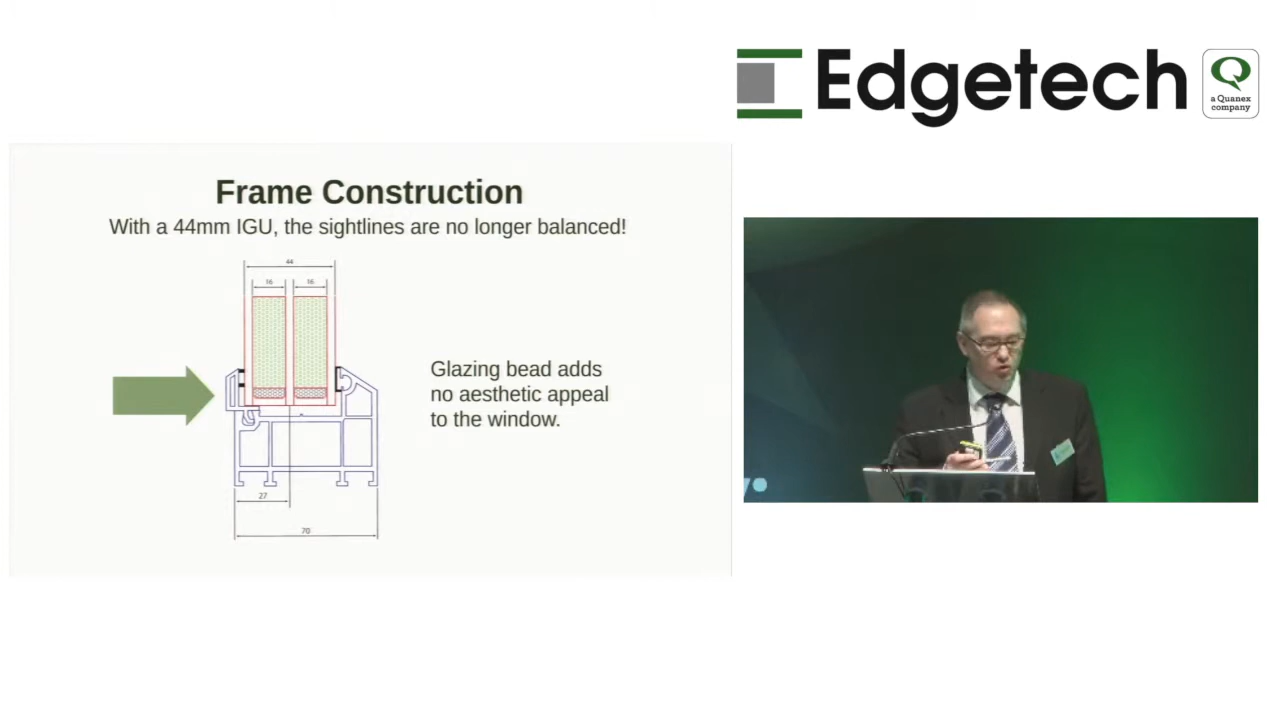 Edgetech
Q
a Quanex
company
Frame Construction
With a 44mm IGU, the sightlines are no longer balanced!
44
16 16
Glazing bead adds
no aesthetic appeal
to the window.
27
70